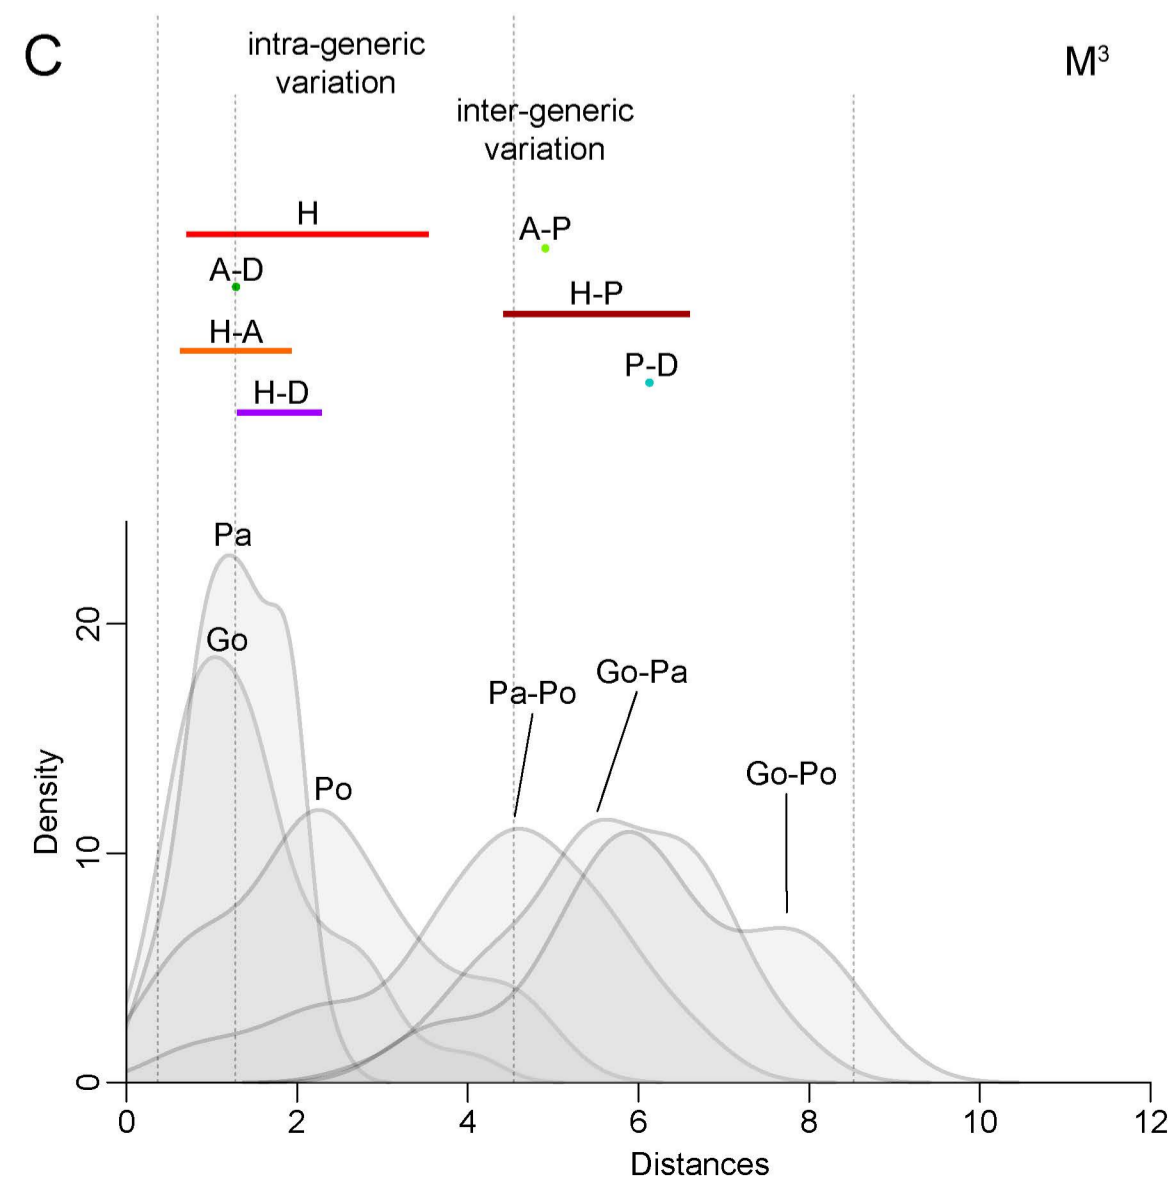 C
intra-generic
variation
M³
inter-generic
variation
H
A-P
A-D
H-P
H-A
P-D
H-D
Pa
Go
Go-Pa
Pa-Po
Go-Po
Po
Density
0
10
20
0
2
4
6
8
10
12
Distances